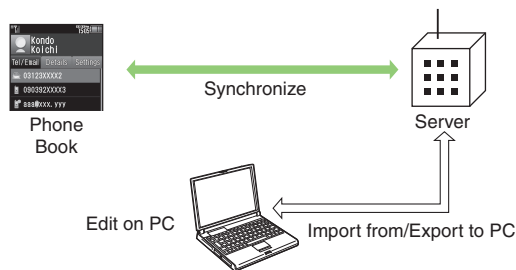 Kondo
Koichi
Tel/Email Details Settings
03123XXXX2
090392XXXX3
aaa@xxx.yyy
Phone
Book
Synchronize
Server
Edit on PC
Import from/Export to PC